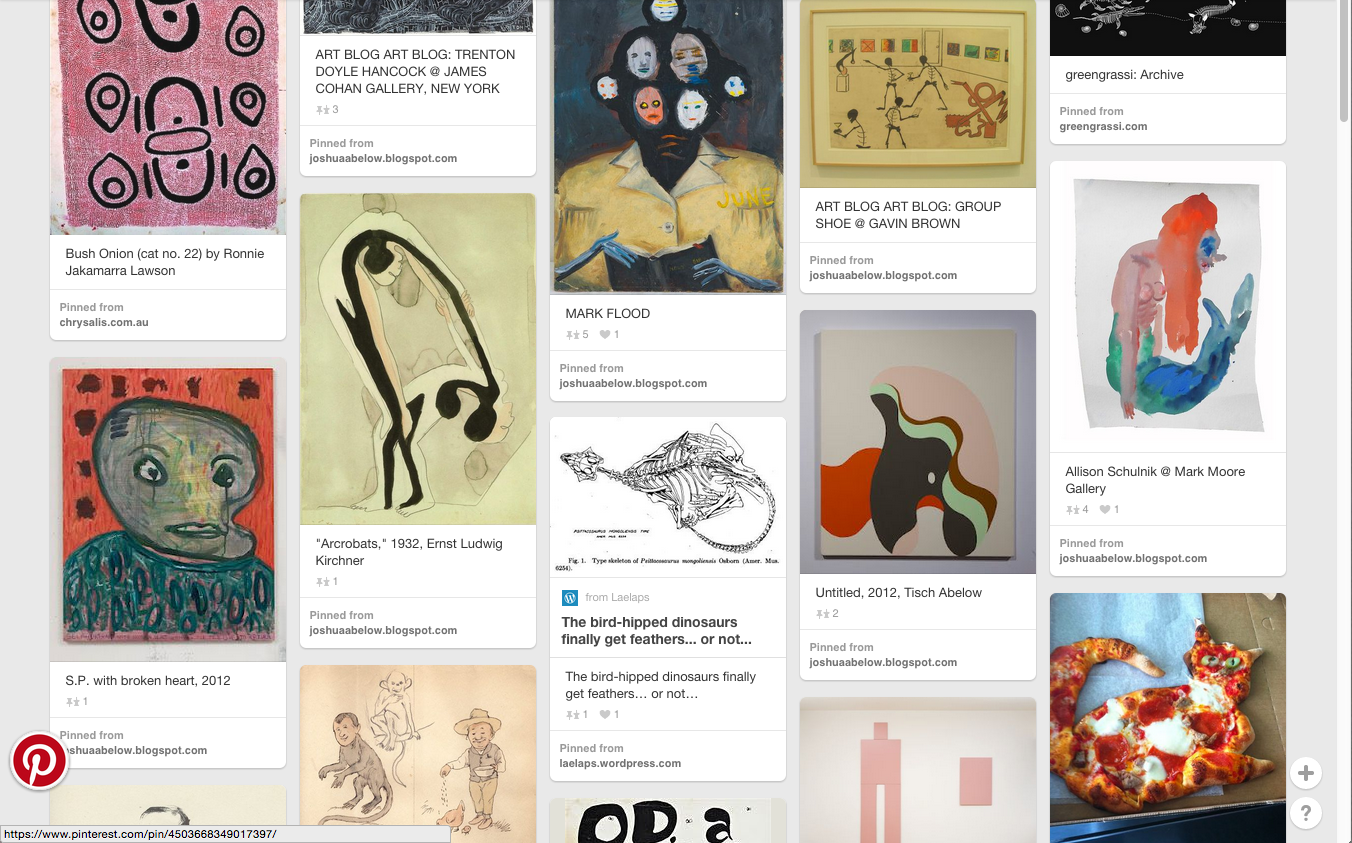 Bush Onion (cat no. 22) by Ronnie
Jakamarra Lawson
Pinned from
chrysalis.com.au
S.P. with broken heart, 2012
1
Pinned from
joshuaabelow.blogspot.com
ART BLOG ART BLOG: TRENTON
DOYLE HANCOCK @ JAMES
COHAN GALLERY, NEW YORK
3
Pinned from
joshuaabelow.blogspot.com
"Arcrobats," 1932, Ernst Ludwig
Kirchner
1
Pinned from
joshuaabelow.blogspot.com
JUNE
MARK FLOOD
5 1
Pinned from
joshuaabelow.blogspot.com
PSITTACOSAURUS MONGOLIENSIS TYPE
AMER. MUS. 6254
Fig. 1. Type skeleton of Psittacosaurus mongoliensis Osborn (Amer. Mus.
6254).
from Laelaps
The bird-hipped dinosaurs
finally get feathers... or not...
The bird-hipped dinosaurs finally
get feathers… or not…
1 1
Pinned from
laelaps.wordpress.com
ART BLOG ART BLOG: GROUP
SHOE @ GAVIN BROWN
Pinned from
joshuaabelow.blogspot.com
Untitled, 2012, Tisch Abelow
2
Pinned from
joshuaabelow.blogspot.com
greengrassi: Archive
Pinned from
greengrassi.com
Allison Schulnik @ Mark Moore
Gallery
4 1
Pinned from
joshuaabelow.blogspot.com
+
?
https://www.pinterest.com/pin/4503668349017397/